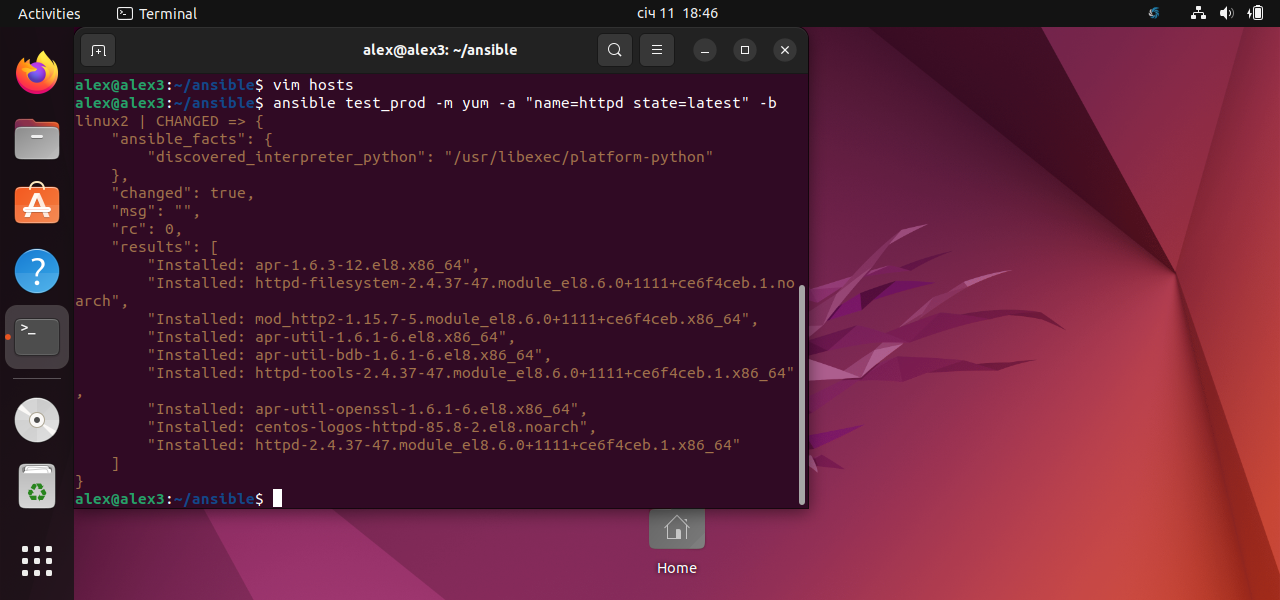 Activities
Terminal
січ 11 18:46
alex@alex3: ~/ansible
alex@alex3:~/ansible$ vim hosts
alex@alex3:~/ansible$ ansible test_prod -m yum -a "name=httpd state=latest" -b
linux2 | CHANGED => {
    "ansible_facts": {
        "discovered_interpreter_python": "/usr/libexec/platform-python"
    },
    "changed": true,
    "msg": "",
    "rc": 0,
    "results": [
        "Installed: apr-1.6.3-12.el8.x86_64",
        "Installed: httpd-filesystem-2.4.37-47.module_el8.6.0+1111+ce6f4ceb.1.no
arch",
        "Installed: mod_http2-1.15.7-5.module_el8.6.0+1111+ce6f4ceb.x86_64",
        "Installed: apr-util-1.6.1-6.el8.x86_64",
        "Installed: apr-util-bdb-1.6.1-6.el8.x86_64",
        "Installed: httpd-tools-2.4.37-47.module_el8.6.0+1111+ce6f4ceb.1.x86_64"
,
        "Installed: apr-util-openssl-1.6.1-6.el8.x86_64",
        "Installed: centos-logos-httpd-85.8-2.el8.noarch",
        "Installed: httpd-2.4.37-47.module_el8.6.0+1111+ce6f4ceb.1.x86_64"
    ]
}
alex@alex3:~/ansible$
Home